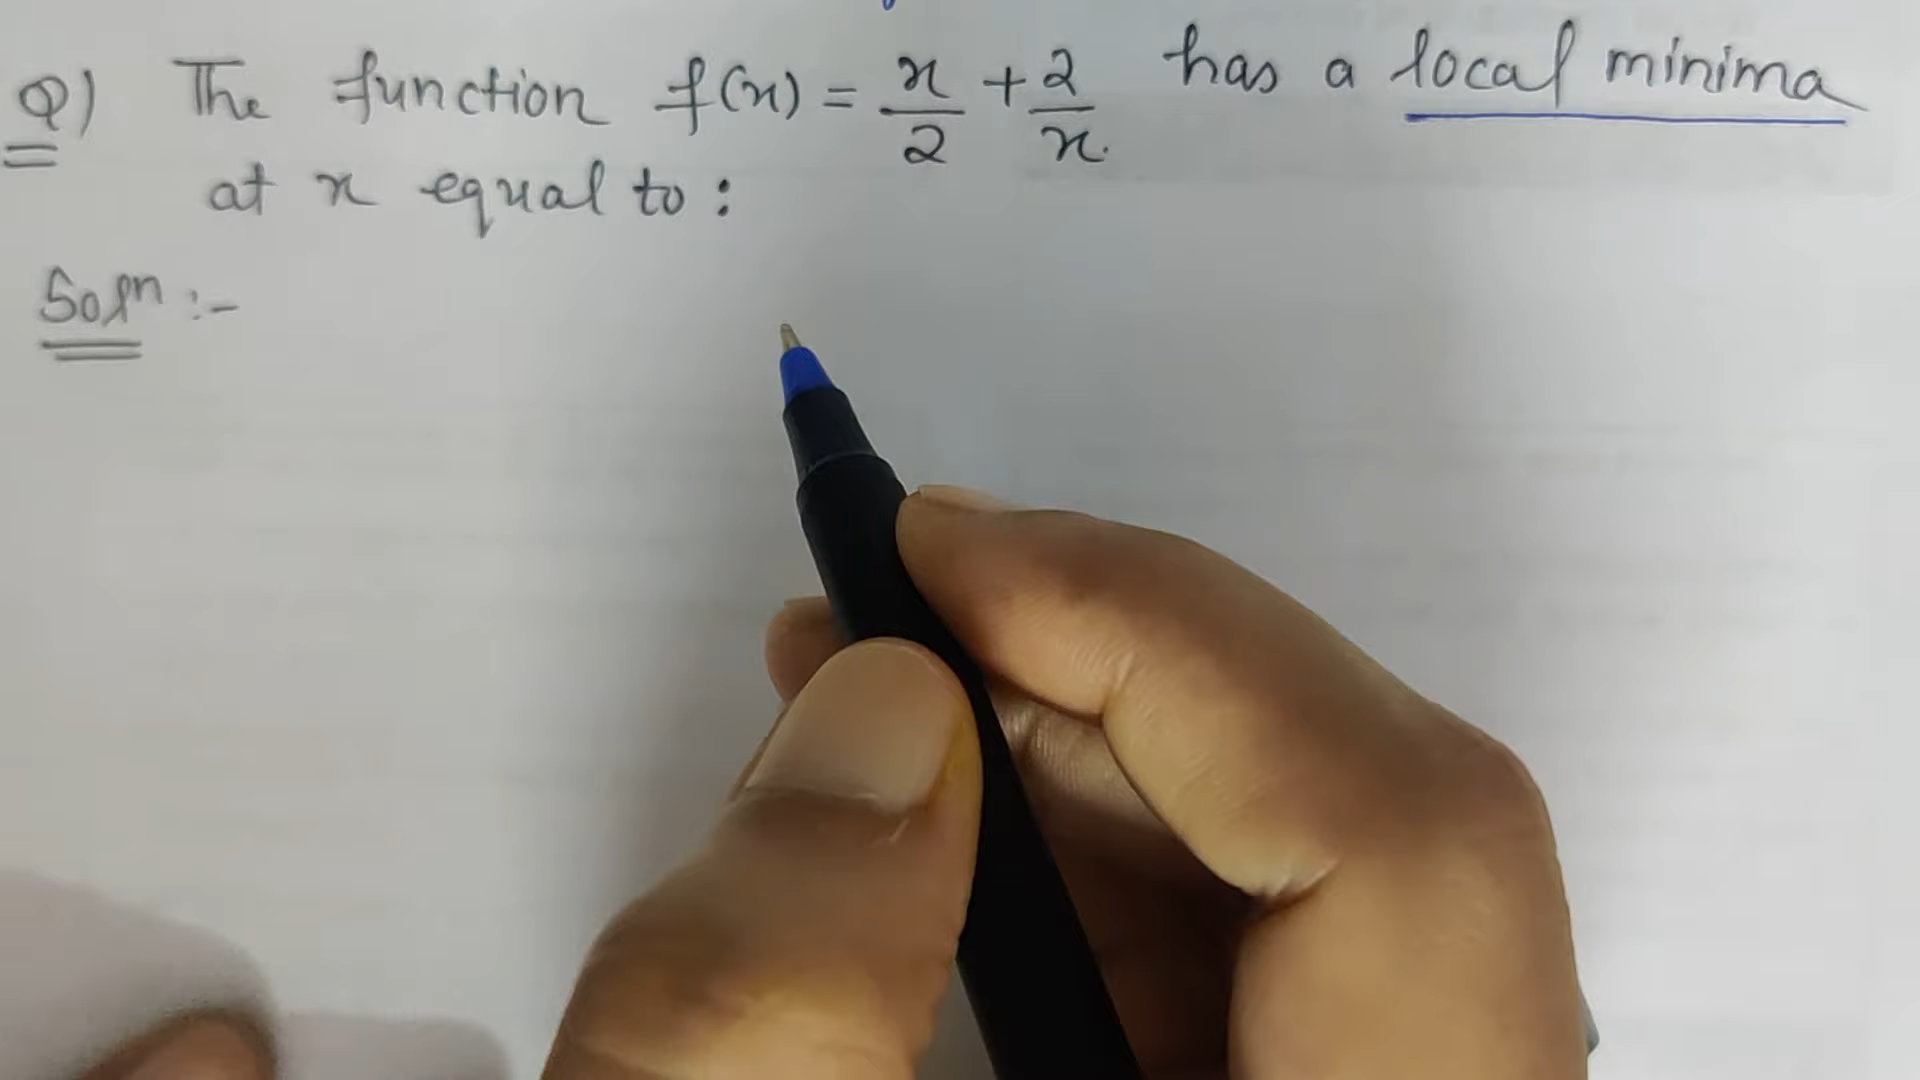 Q) The function f(x) = x/2 + 2/x has a local minima
at x equal to :
Solⁿ :-